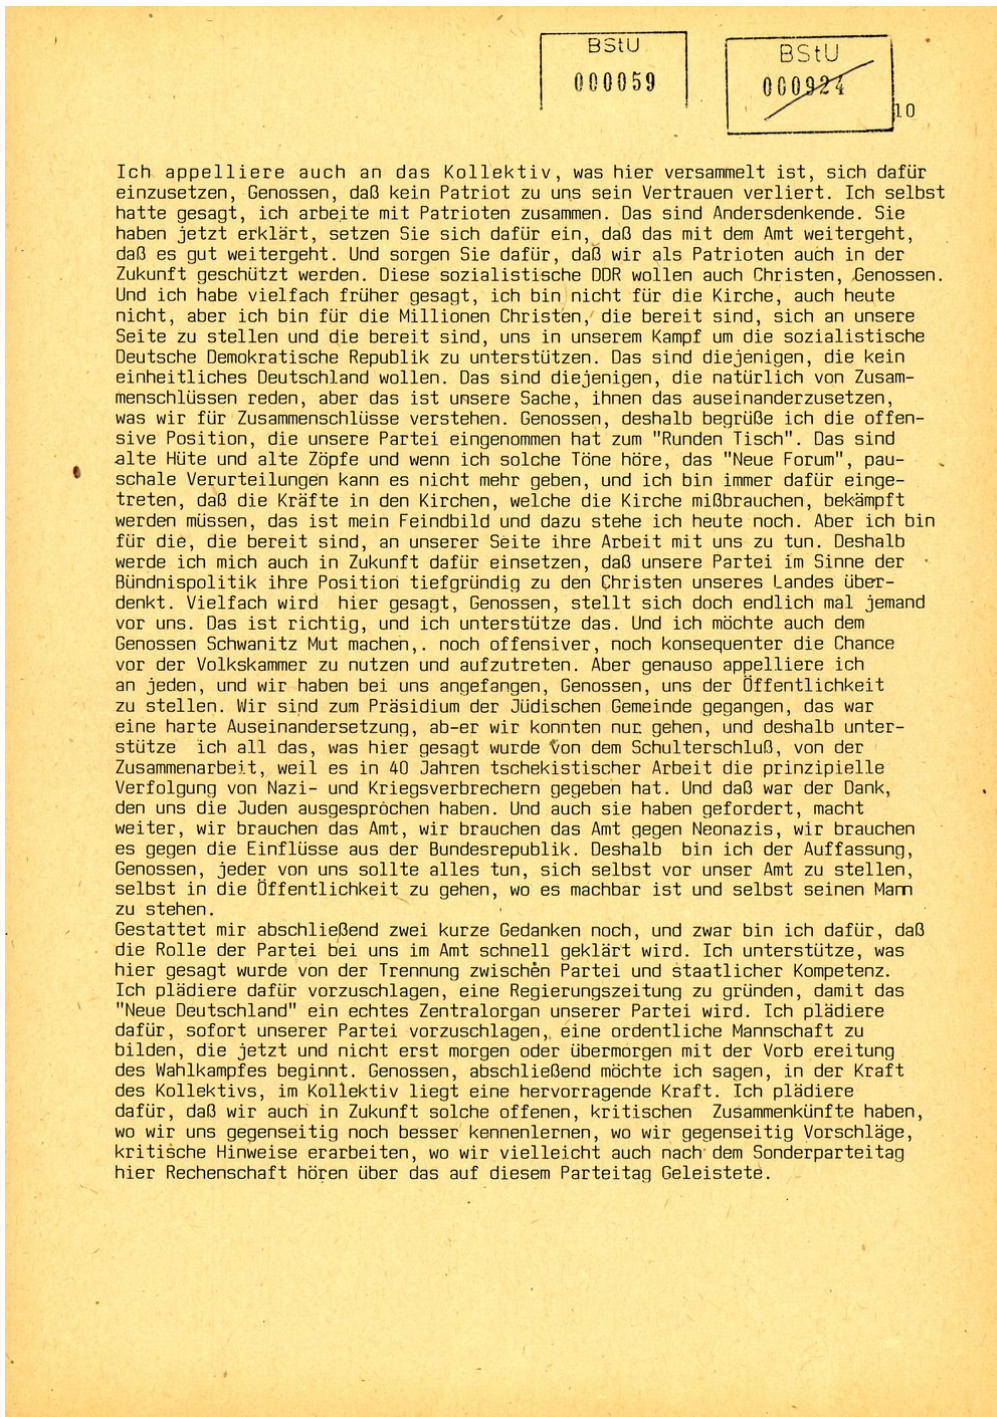 BStU
000059
BStU
000924
10
Ich appelliere auch an das Kollektiv, was hier versammelt ist, sich dafür
einzusetzen, Genossen, daß kein Patriot zu uns sein Vertrauen verliert. Ich selbst
hatte gesagt, ich arbeite mit Patrioten zusammen. Das sind Andersdenkende. Sie
haben jetzt erklärt, setzen Sie sich dafür ein, daß das mit dem Amt weitergeht,
daß es gut weitergeht. Und sorgen Sie dafür, daß wir als Patrioten auch in der
Zukunft geschützt werden. Diese sozialistische DDR wollen auch Christen, Genossen.
Und ich habe vielfach früher gesagt, ich bin nicht für die Kirche, auch heute
nicht, aber ich bin für die Millionen Christen, die bereit sind, sich an unsere
Seite zu stellen und die bereit sind, uns in unserem Kampf um die sozialistische
Deutsche Demokratische Republik zu unterstützen. Das sind diejenigen, die kein
einheitliches Deutschland wollen. Das sind diejenigen, die natürlich von Zusam-
menschlüssen reden, aber das ist unsere Sache, ihnen das auseinanderzusetzen,
was wir für Zusammenschlüsse verstehen. Genossen, deshalb begrüße ich die offen-
sive Position, die unsere Partei eingenommen hat zum "Runden Tisch". Das sind
alte Hüte und alte Zöpfe und wenn ich solche Töne höre, das "Neue Forum", pau-
schale Verurteilungen kann es nicht mehr geben, und ich bin immer dafür einge-
treten, daß die Kräfte in den Kirchen, welche die Kirche mißbrauchen, bekämpft
werden müssen, das ist mein Feindbild und dazu stehe ich heute noch. Aber ich bin
für die, die bereit sind, an unserer Seite ihre Arbeit mit uns zu tun. Deshalb
werde ich mich auch in Zukunft dafür einsetzen, daß unsere Partei im Sinne der
Bündnispolitik ihre Position tiefgründig zu den Christen unseres Landes über-
denkt. Vielfach wird  hier gesagt, Genossen, stellt sich doch endlich mal jemand
vor uns. Das ist richtig, und ich unterstütze das. Und ich möchte auch dem
Genossen Schwanitz Mut machen,. noch offensiver, noch konsequenter die Chance
vor der Volkskammer zu nutzen und aufzutreten. Aber genauso appelliere ich
an jeden, und wir haben bei uns angefangen, Genossen, uns der Öffentlichkeit
zu stellen. Wir sind zum Präsidium der Jüdischen Gemeinde gegangen, das war
eine harte Auseinandersetzung, ab-er wir konnten nur gehen, und deshalb unter-
stütze  ich all das, was hier gesagt wurde von dem Schulterschluß, von der
Zusammenarbeit, weil es in 40 Jahren tschekistischer Arbeit die prinzipielle
Verfolgung von Nazi- und Kriegsverbrechern gegeben hat. Und daß war der Dank,
den uns die Juden ausgesprochen haben. Und auch sie haben gefordert, macht
weiter, wir brauchen das Amt, wir brauchen das Amt gegen Neonazis, wir brauchen
es gegen die Einflüsse aus der Bundesrepublik. Deshalb  bin ich der Auffassung,
Genossen, jeder von uns sollte alles tun, sich selbst vor unser Amt zu stellen,
selbst in die Öffentlichkeit zu gehen, wo es machbar ist und selbst seinen Mann
zu stehen.
Gestattet mir abschließend zwei kurze Gedanken noch, und zwar bin ich dafür, daß
die Rolle der Partei bei uns im Amt schnell geklärt wird. Ich unterstütze, was
hier gesagt wurde von der Trennung zwischen Partei und staatlicher Kompetenz.
Ich plädiere dafür vorzuschlagen, eine Regierungszeitung zu gründen, damit das
"Neue Deutschland" ein echtes Zentralorgan unserer Partei wird. Ich plädiere
dafür, sofort unserer Partei vorzuschlagen, eine ordentliche Mannschaft zu
bilden, die jetzt und nicht erst morgen oder übermorgen mit der Vorb ereitung
des Wahlkampfes beginnt. Genossen, abschließend möchte ich sagen, in der Kraft
des Kollektivs, im Kollektiv liegt eine hervorragende Kraft. Ich plädiere
dafür, daß wir auch in Zukunft solche offenen, kritischen  Zusammenkünfte haben,
wo wir uns gegenseitig noch besser kennenlernen, wo wir gegenseitig Vorschläge,
kritische Hinweise erarbeiten, wo wir vielleicht auch nach dem Sonderparteitag
hier Rechenschaft hören über das auf diesem Parteitag Geleistete.